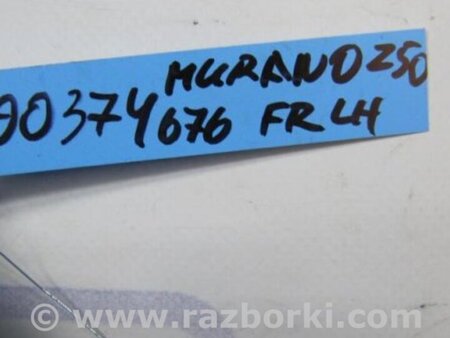 MURANO Z50
00374676 FR LH
www.razborki.com